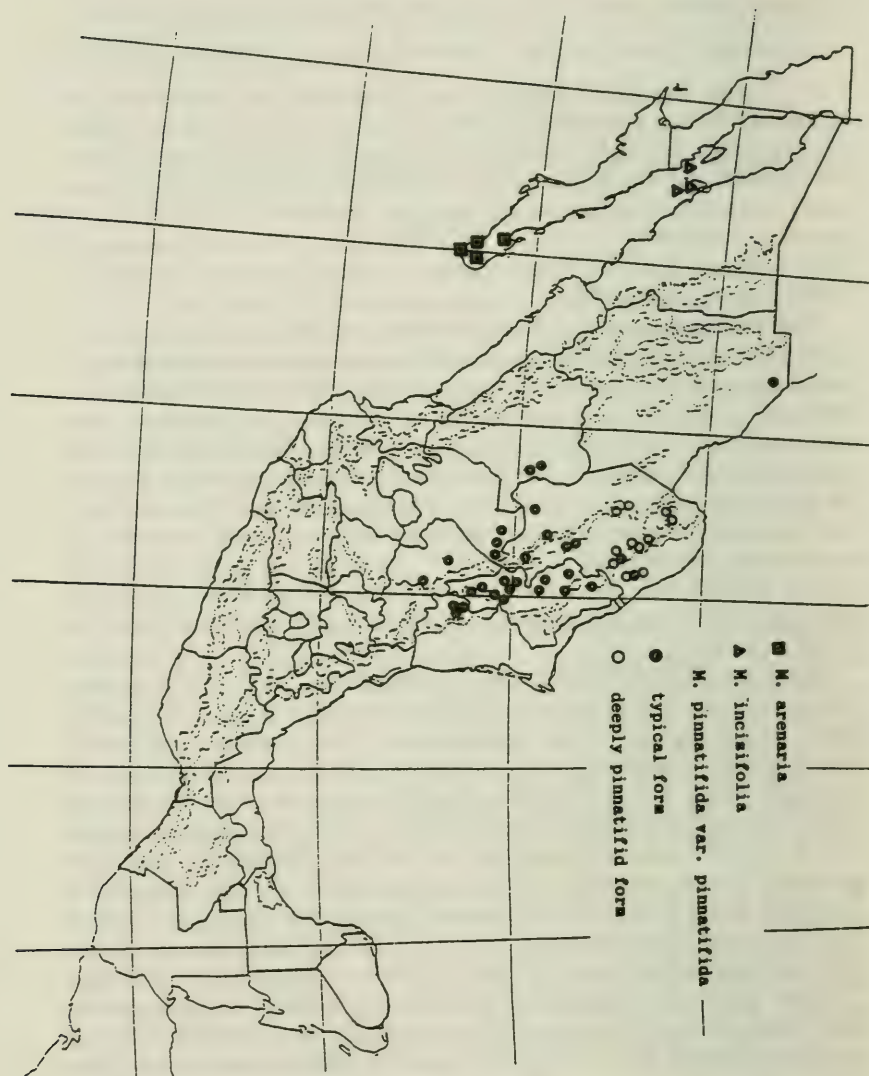 M. arenaria
M. incisifolia
M. pinnatifida var. pinnatifida
typical form
deeply pinnatifid form